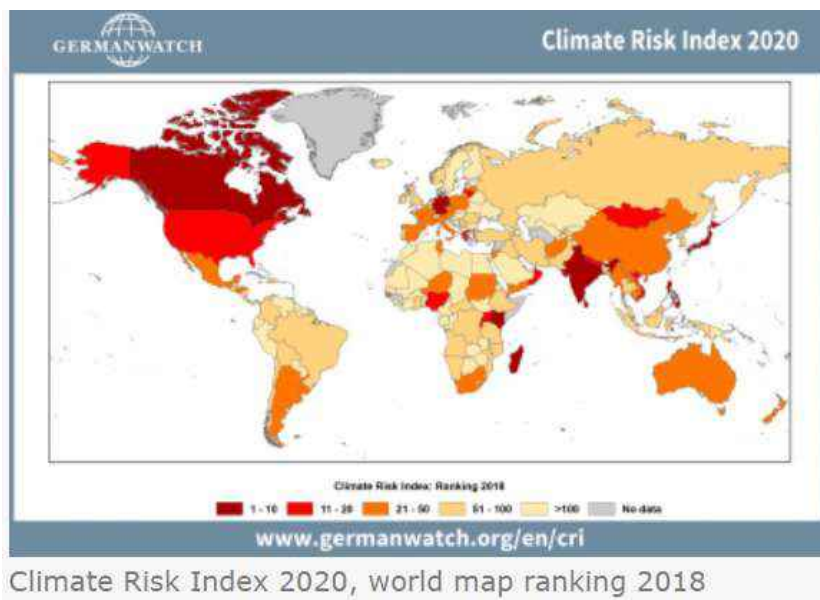 GERMANWATCH
Climate Risk Index 2020
Climate Risk Index: Ranking 2018
1 - 10 11 - 20 21 - 50 51 - 100 >100 No data
www.germanwatch.org/en/cri
Climate Risk Index 2020, world map ranking 2018